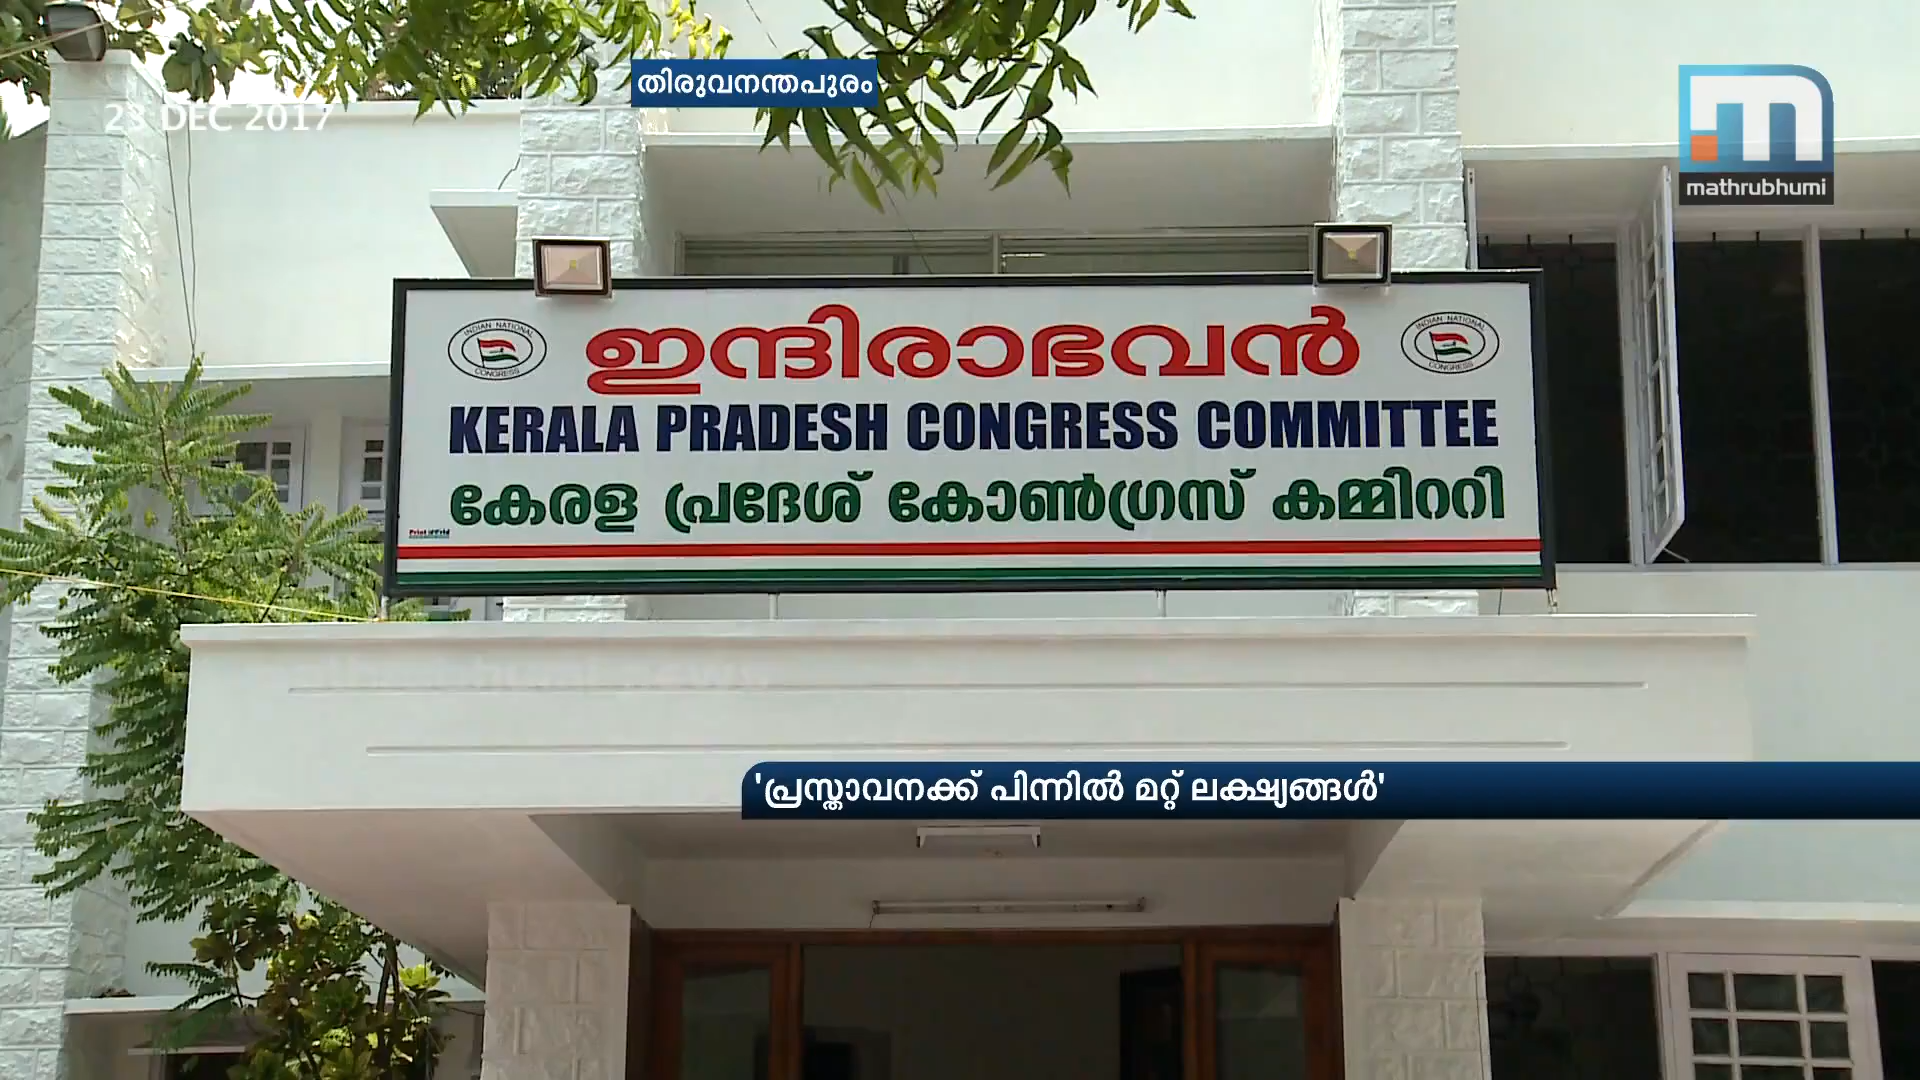 തിരുവനന്തപുരം
23 DEC 2017
mathrubhumi
ഇന്ദിരാഭവൻ
INDIAN NATIONAL CONGRESS
INDIAN NATIONAL CONGRESS
KERALA PRADESH CONGRESS COMMITTEE
കേരള പ്രദേശ് കോൺഗ്രസ് കമ്മിററി
'പ്രസ്താവനക്ക് പിന്നിൽ മറ്റ് ലക്ഷ്യങ്ങൾ'